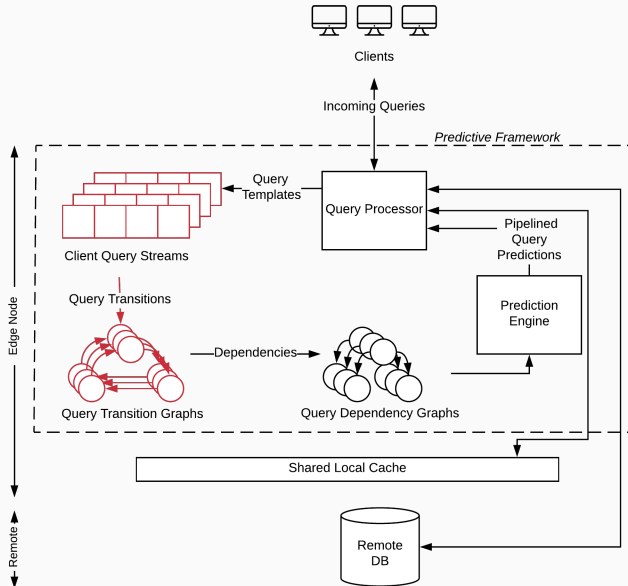 Clients
Incoming Queries
Predictive Framework
Query
Templates
Query Processor
Pipelined
Query
Predictions
Client Query Streams
Query Transitions
Prediction
Engine
Edge Node
Dependencies
Query Transition Graphs
Query Dependency Graphs
Shared Local Cache
Remote
Remote
DB